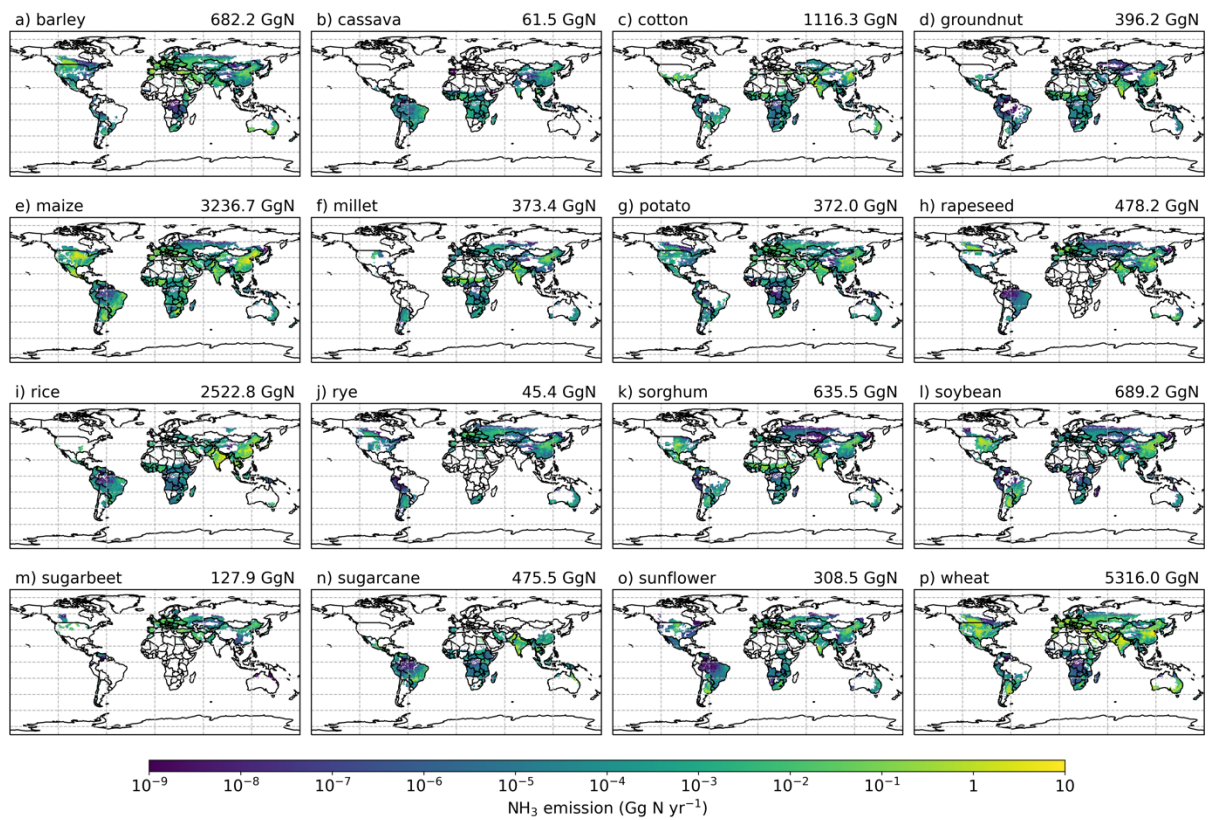 a) barley 682.2 GgN b) cassava 61.5 GgN c) cotton 1116.3 GgN d) groundnut 396.2 GgN
e) maize 3236.7 GgN f) millet 373.4 GgN g) potato 372.0 GgN h) rapeseed 478.2 GgN
i) rice 2522.8 GgN j) rye 45.4 GgN k) sorghum 635.5 GgN l) soybean 689.2 GgN
m) sugarbeet 127.9 GgN n) sugarcane 475.5 GgN o) sunflower 308.5 GgN p) wheat 5316.0 GgN
10⁻⁹ 10⁻⁸ 10⁻⁷ 10⁻⁶ 10⁻⁵ 10⁻⁴ 10⁻³ 10⁻² 10⁻¹ 1 10
NH₃ emission (Gg N yr⁻¹)